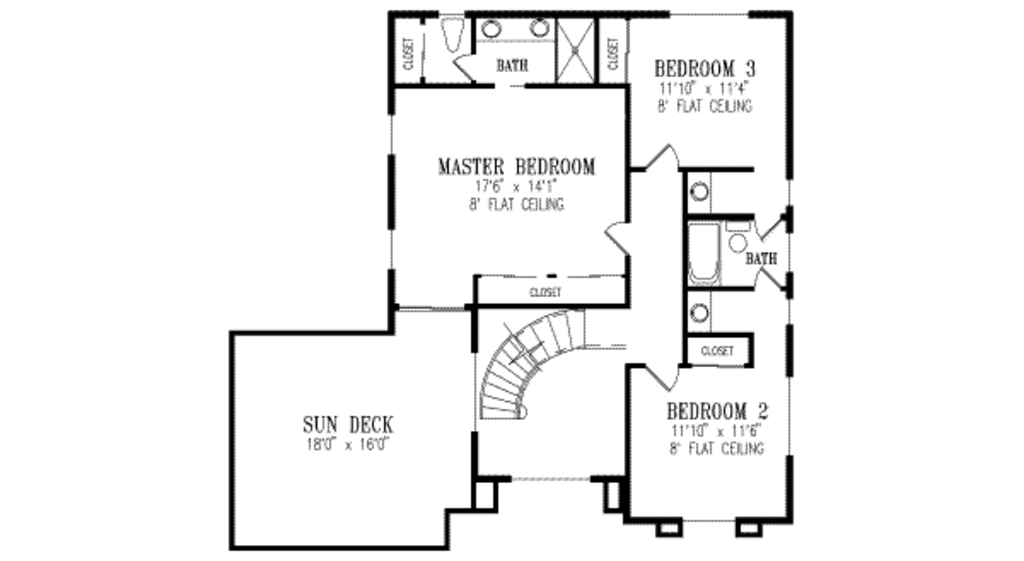 CLOSET
BATH
CLOSET
BEDROOM 3
11'10" x 11'4"
8' FLAT CEILING
MASTER BEDROOM
17'6" x 14'1"
8' FLAT CEILING
BATH
CLOSET
CLOSET
SUN DECK
18'0" x 16'0"
BEDROOM 2
11'10" x 11'6"
8' FLAT CEILING